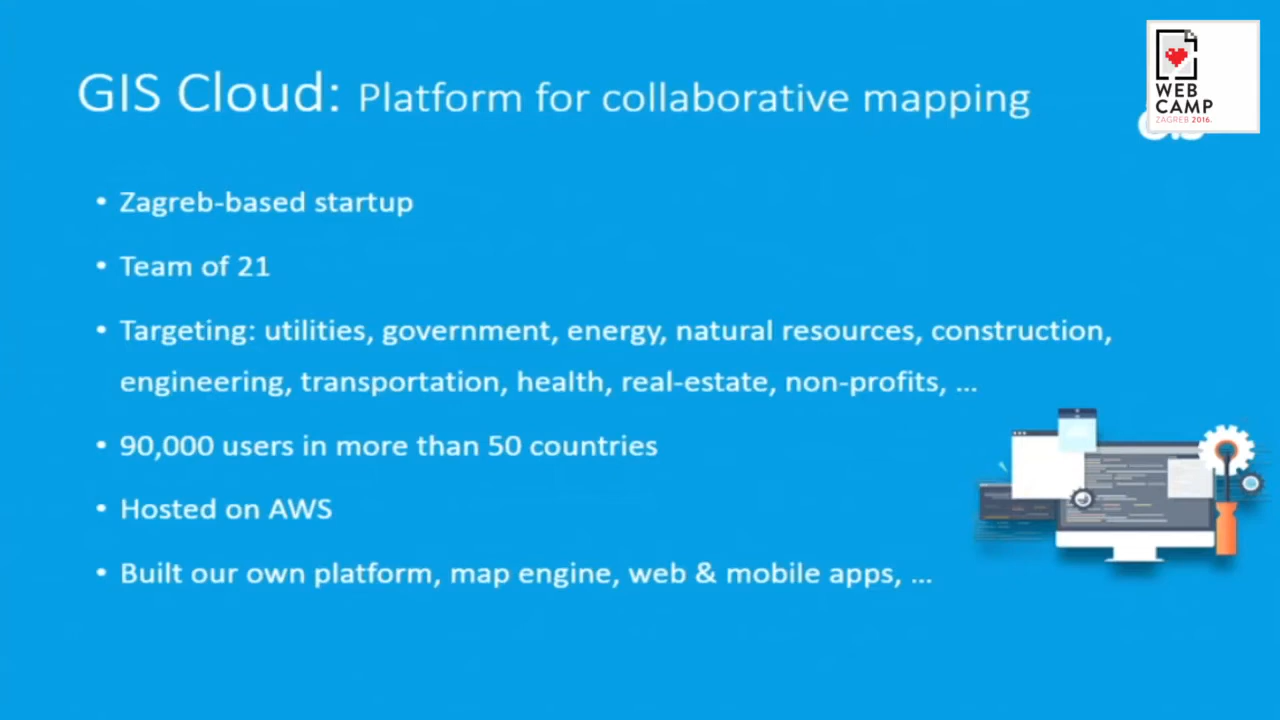 GIS Cloud: Platform for collaborative mapping
WEB
CAMP
ZAGREB 2016.
• Zagreb-based startup
• Team of 21
• Targeting: utilities, government, energy, natural resources, construction,
engineering, transportation, health, real-estate, non-profits, ...
• 90,000 users in more than 50 countries
• Hosted on AWS
• Built our own platform, map engine, web & mobile apps, ...